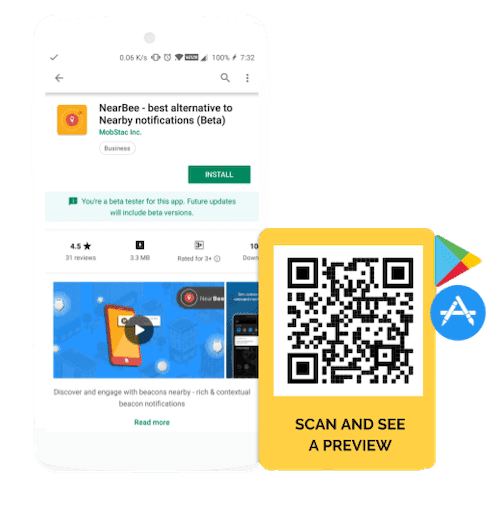 0.06 K/s 100% 7:32
NearBee - best alternative to
Nearby notifications (Beta)
MobStac Inc.
Business
INSTALL
You're a beta tester for this app. Future updates
will include beta versions.
4.5 ★
31 reviews
3.3 MB
3+
Rated for 3+
10
Down
Near Bee
Discover and engage with beacons nearby - rich & contextual
beacon notifications
Read more
SCAN AND SEE
A PREVIEW